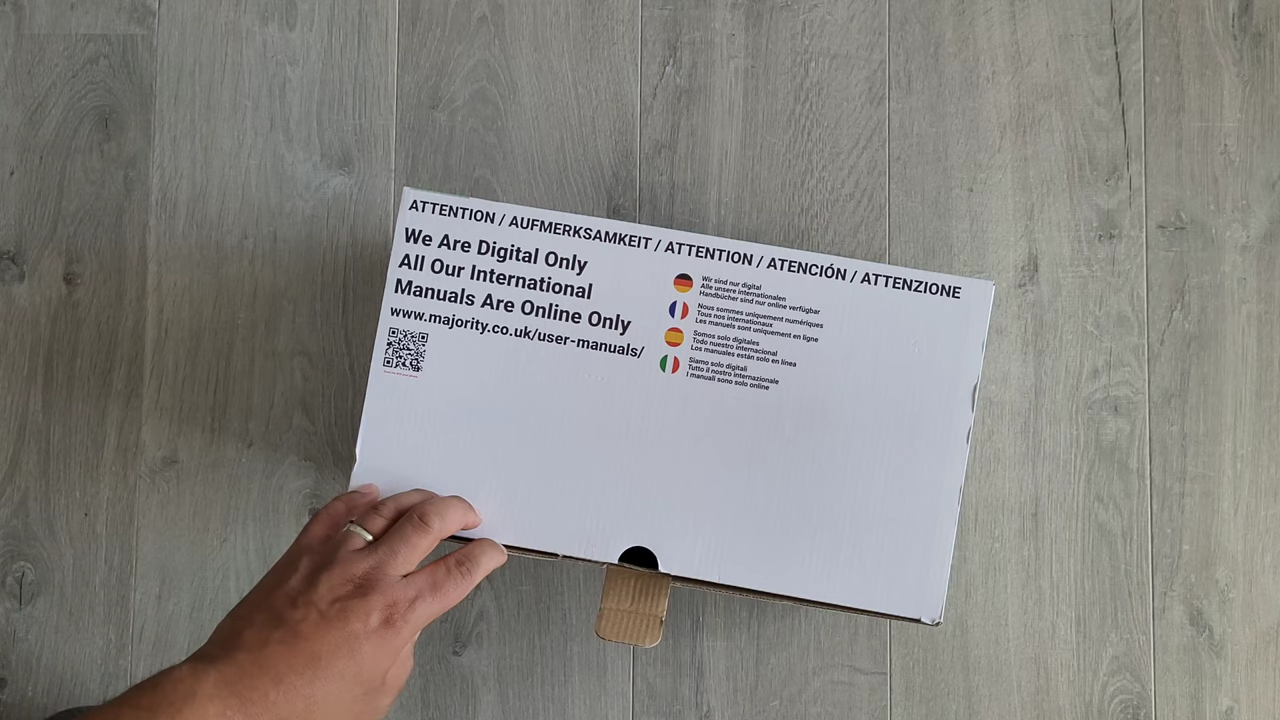 ATTENTION / AUFMERKSAMKEIT / ATTENTION / ATENCIÓN / ATTENZIONE
We Are Digital Only
All Our International
Manuals Are Online Only
www.majority.co.uk/user-manuals/
Wir sind nur digital
Alle unsere internationalen
Handbücher sind nur online verfügbar
Nous sommes uniquement numériques
Tous nos internationaux
Les manuels sont uniquement en ligne
Somos solo digitales
Todo nuestro internacional
Los manuales están solo en línea
Siamo solo digitali
Tutto il nostro internazionale
I manuali sono solo online